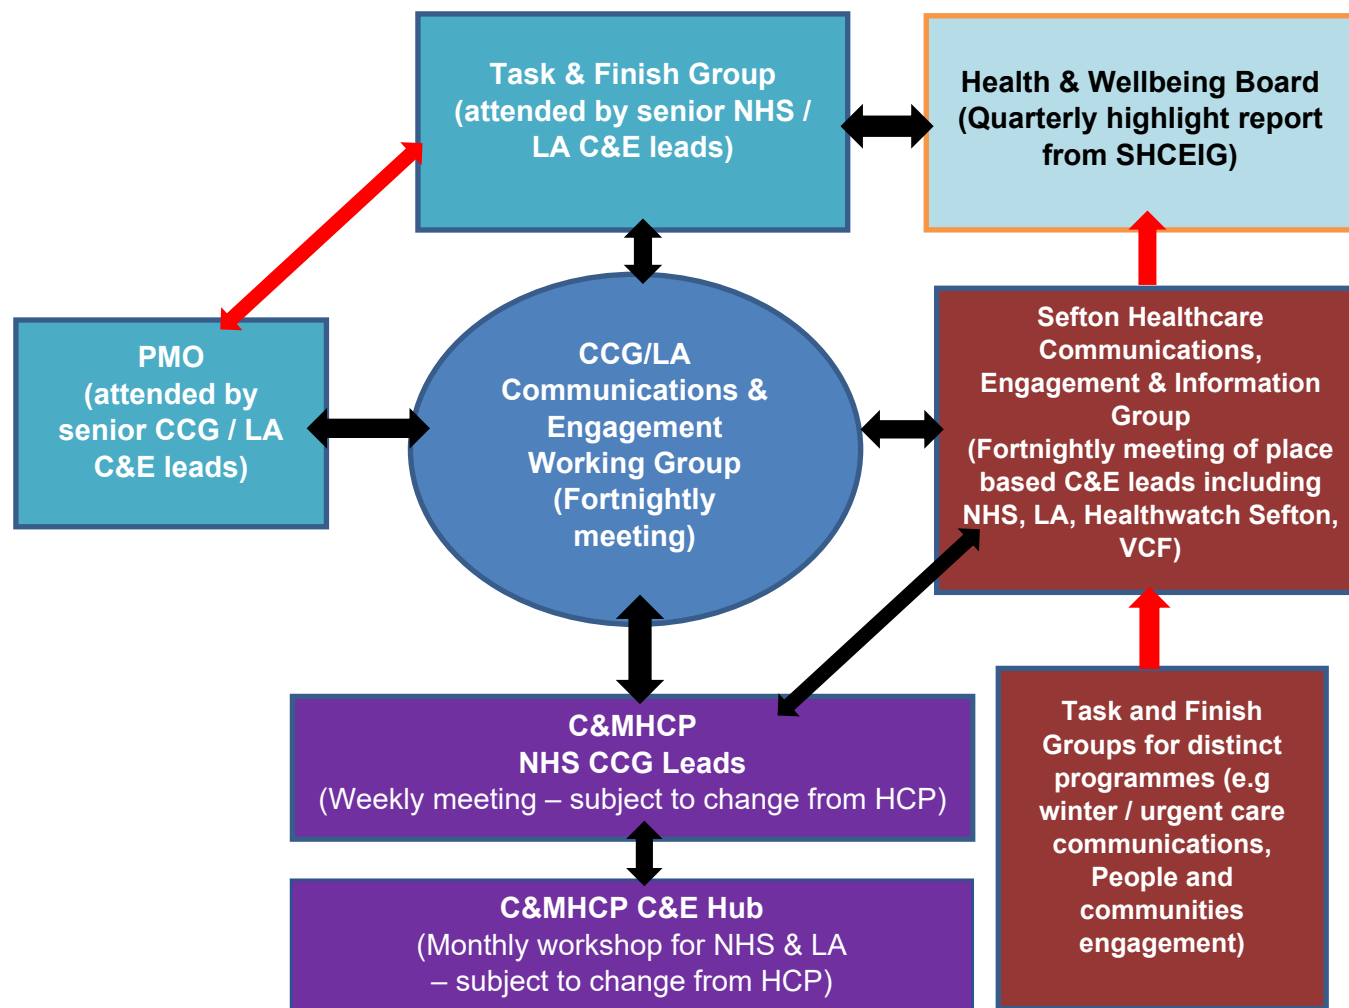 Task & Finish Group
(attended by senior NHS /
LA C&E leads)
Health & Wellbeing Board
(Quarterly highlight report
from SHCEIG)
PMO
(attended by
senior CCG / LA
C&E leads)
CCG/LA
Communications &
Engagement
Working Group
(Fortnightly
meeting)
Sefton Healthcare
Communications,
Engagement & Information
Group
(Fortnightly meeting of place
based C&E leads including
NHS, LA, Healthwatch Sefton,
VCF)
C&MHCP
NHS CCG Leads
(Weekly meeting – subject to change from HCP)
C&MHCP C&E Hub
(Monthly workshop for NHS & LA
– subject to change from HCP)
Task and Finish
Groups for distinct
programmes (e.g
winter / urgent care
communications,
People and
communities
engagement)